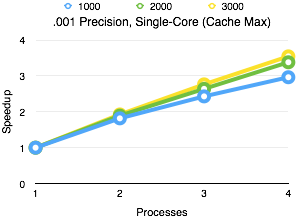 1000 2000 3000
.001 Precision, Single-Core (Cache Max)
4
3
2
1
0
Speedup
1 2 3 4
Processes